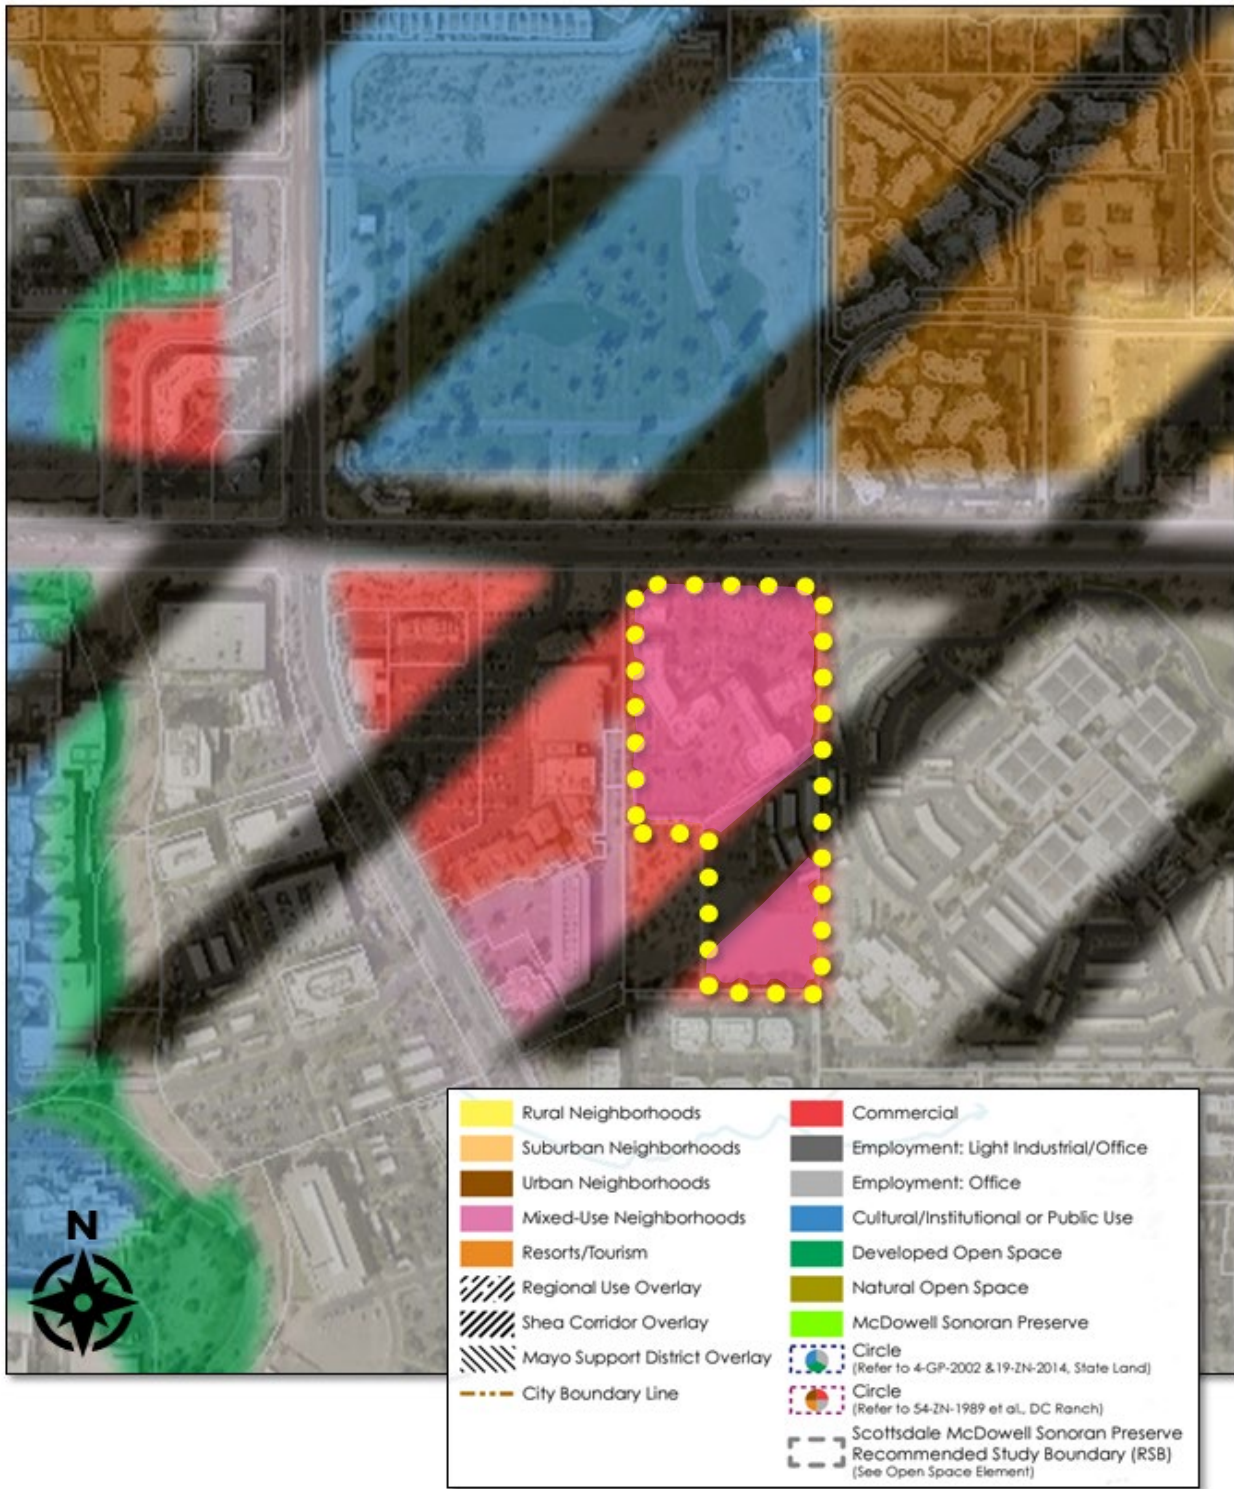 N
Rural Neighborhoods
Suburban Neighborhoods
Urban Neighborhoods
Mixed-Use Neighborhoods
Resorts/Tourism
Regional Use Overlay
Shea Corridor Overlay
Mayo Support District Overlay
City Boundary Line
Commercial
Employment: Light Industrial/Office
Employment: Office
Cultural/Institutional or Public Use
Developed Open Space
Natural Open Space
McDowell Sonoran Preserve
Circle
(Refer to 4-GP-2002 &19-ZN-2014, State Land)
Circle
(Refer to 54-ZN-1989 et al., DC Ranch)
Scottsdale McDowell Sonoran Preserve
Recommended Study Boundary (RSB)
(See Open Space Element)